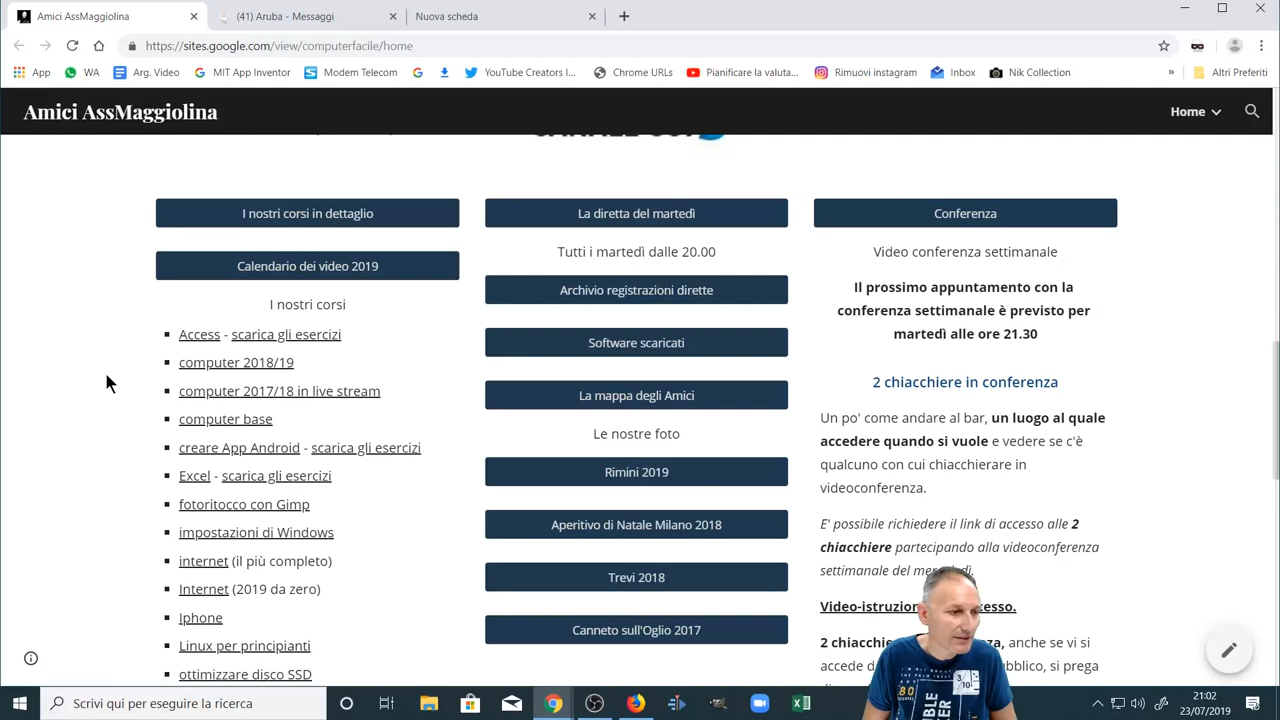 Amici AssMaggiolina
(41) Aruba - Messaggi
Nuova scheda
https://sites.google.com/view/computerfacile/home
App
WA
Arg. Video
MIT App Inventor
Modem Telecom
YouTube Creators I...
Chrome URLs
Pianificare la valuta...
Rimuovi instagram
Inbox
Nik Collection
»
Altri Preferiti
Amici AssMaggiolina
Home
I nostri corsi in dettaglio
Calendario dei video 2019
I nostri corsi
Access - scarica gli esercizi
computer 2018/19
computer 2017/18 in live stream
computer base
creare App Android - scarica gli esercizi
Excel - scarica gli esercizi
fotoritocco con Gimp
impostazioni di Windows
internet (il più completo)
Internet (2019 da zero)
Iphone
Linux per principianti
ottimizzare disco SSD
La diretta del martedì
Tutti i martedì dalle 20.00
Archivio registrazioni dirette
Software scaricati
La mappa degli Amici
Le nostre foto
Rimini 2019
Aperitivo di Natale Milano 2018
Trevi 2018
Canneto sull'Oglio 2017
Conferenza
Video conferenza settimanale
Il prossimo appuntamento con la
conferenza settimanale è previsto per
martedì alle ore 21.30
2 chiacchiere in conferenza
Un po' come andare al bar, un luogo al quale
accedere quando si vuole e vedere se c'è
qualcuno con cui chiacchierare in
videoconferenza.
E' possibile richiedere il link di accesso alle 2
chiacchiere partecipando alla videoconferenza
settimanale del
2 anche se vi si
accede
si prega
Scrivi qui per eseguire la ricerca
21:02
23/07/2019